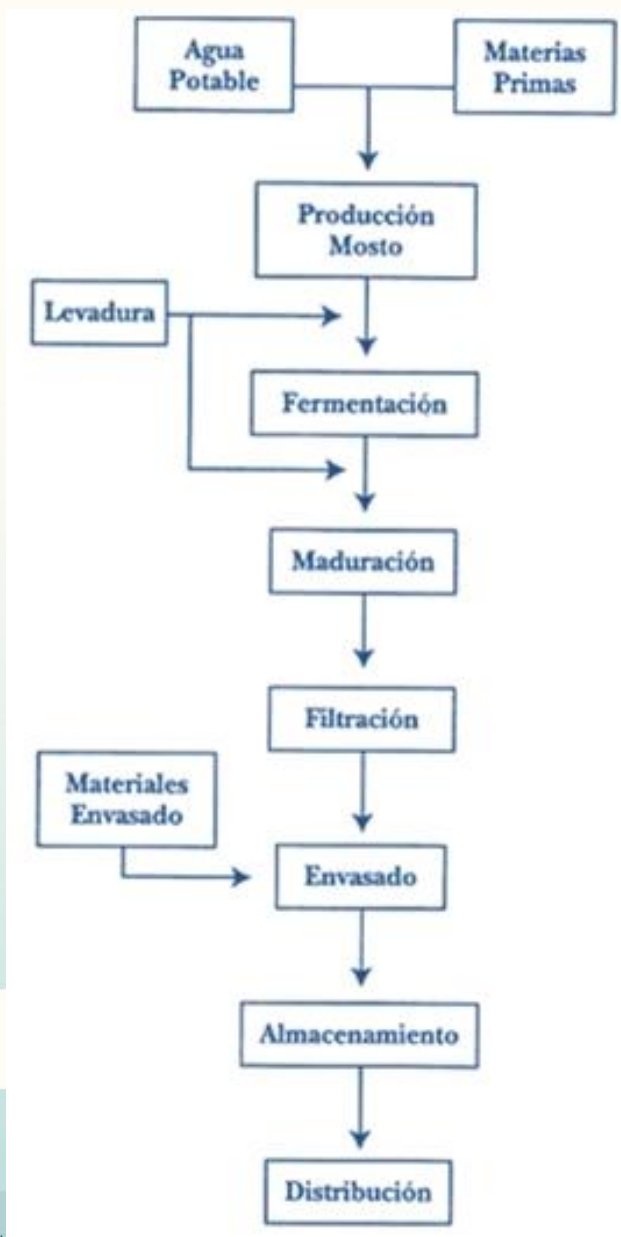 Agua
Potable
Materias
Primas
Producción
Mosto
Levadura
Fermentación
Maduración
Filtración
Materiales
Envasado
Envasado
Almacenamiento
Distribución